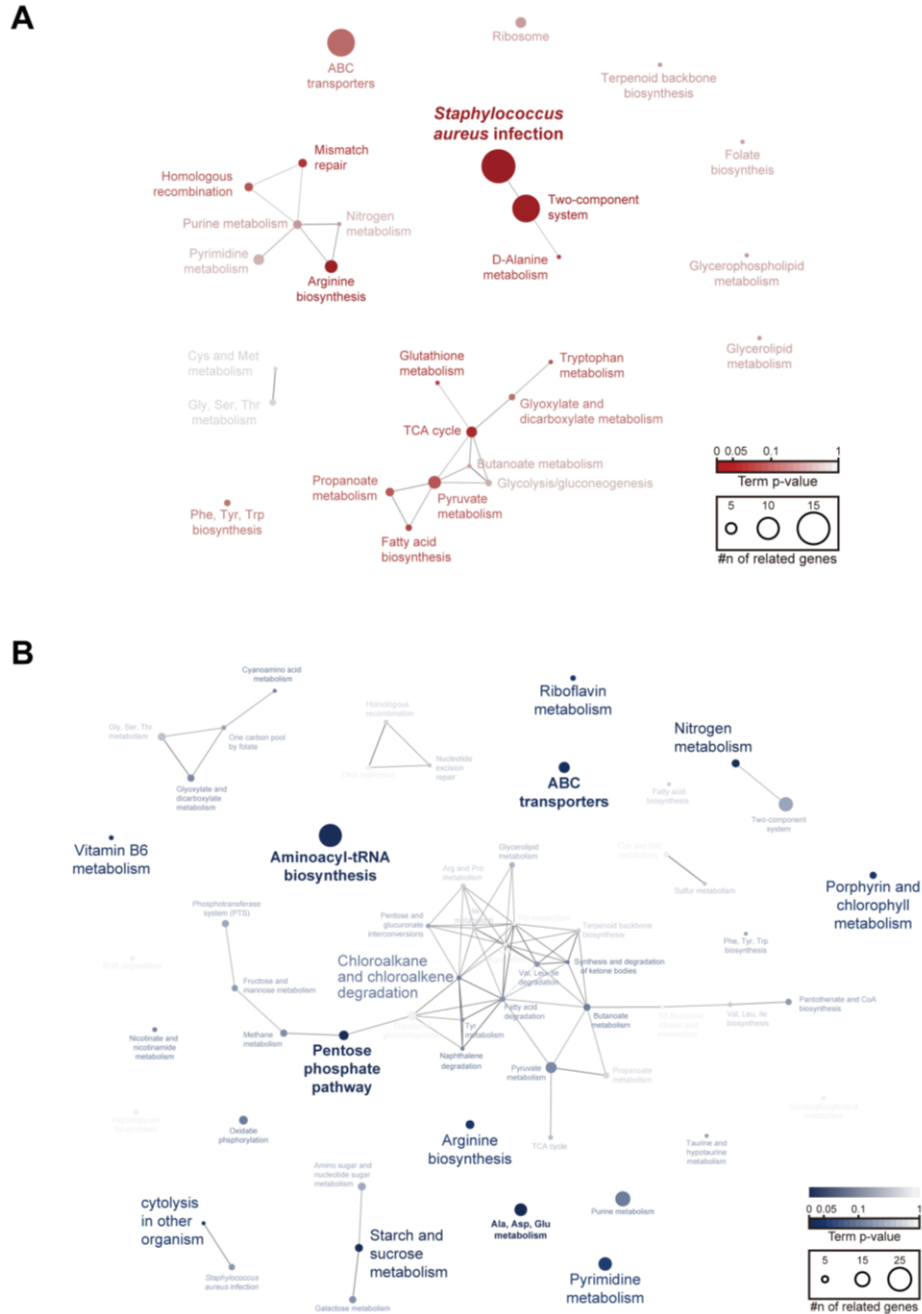 A
ABC
transporters
Ribosome
Terpenoid backbone
biosynthesis
Staphylococcus
aureus infection
Mismatch
repair
Homologous
recombination
Folate
biosyntheis
Two-component
system
Purine metabolism
Nitrogen
metabolism
Pyrimidine
metabolism
D-Alanine
metabolism
Glycerophospholipid
metabolism
Arginine
biosynthesis
Glycerolipid
metabolism
Cys and Met
metabolism
Glutathione
metabolism
Tryptophan
metabolism
Gly, Ser, Thr
metabolism
Glyoxylate and
dicarboxylate metabolism
TCA cycle
Butanoate metabolism
Propanoate
metabolism
Glycolysis/gluconeogenesis
Pyruvate
metabolism
Phe, Tyr, Trp
biosynthesis
Fatty acid
biosynthesis
0 0.05 0.1 1
Term p-value
5 10 15
#n of related genes
B
Cyanoamino acid
metabolism
Riboflavin
metabolism
Homologous
recombination
Gly, Ser, Thr
metabolism
One carbon pool
by folate
Nitrogen
metabolism
Nucleotide
excision
repair
Glyoxylate and
dicarboxylate
metabolism
ABC
transporters
Fatty acid
biosynthesis
Two-component
system
Vitamin B6
metabolism
Aminoacyl-tRNA
biosynthesis
Glycerolipid
metabolism
Arg and Pro
metabolism
Sulfur metabolism
Porphyrin and
chlorophyll
metabolism
Phosphotransferase
system (PTS)
Pentose and
glucuronate
interconversions
Terpenoid backbone
biosynthesis
Phe, Tyr, Trp
biosynthesis
Chloroalkane
and chloroalkene
degradation
Synthesis and degradation
of ketone bodies
Val, Leu, Ile
degradation
Fructose and
mannose metabolism
Fatty acid
degradation
Butanoate
metabolism
Val, Leu, Ile
biosynthesis
Pantothenate and CoA
biosynthesis
Nicotinate and
nicotinamide
metabolism
Methane
metabolism
Pentose
phosphate
pathway
Tyr
metabolism
Naphthalene
degradation
Pyruvate
metabolism
Propanoate
metabolism
Oxidatie
phsphorylation
Arginine
biosynthesis
TCA cycle
Taurine and
hypotaurine
metabolism
Amino sugar and
nucleotide sugar
metabolism
cytolysis
in other
organism
Starch and
sucrose
metabolism
Ala, Asp, Glu
metabolism
Purine metabolism
Staphylococcus
aureus infection
Galactose metabolism
Pyrimidine
metabolism
0 0.05 0.1 1
Term p-value
5 15 25
#n of related genes